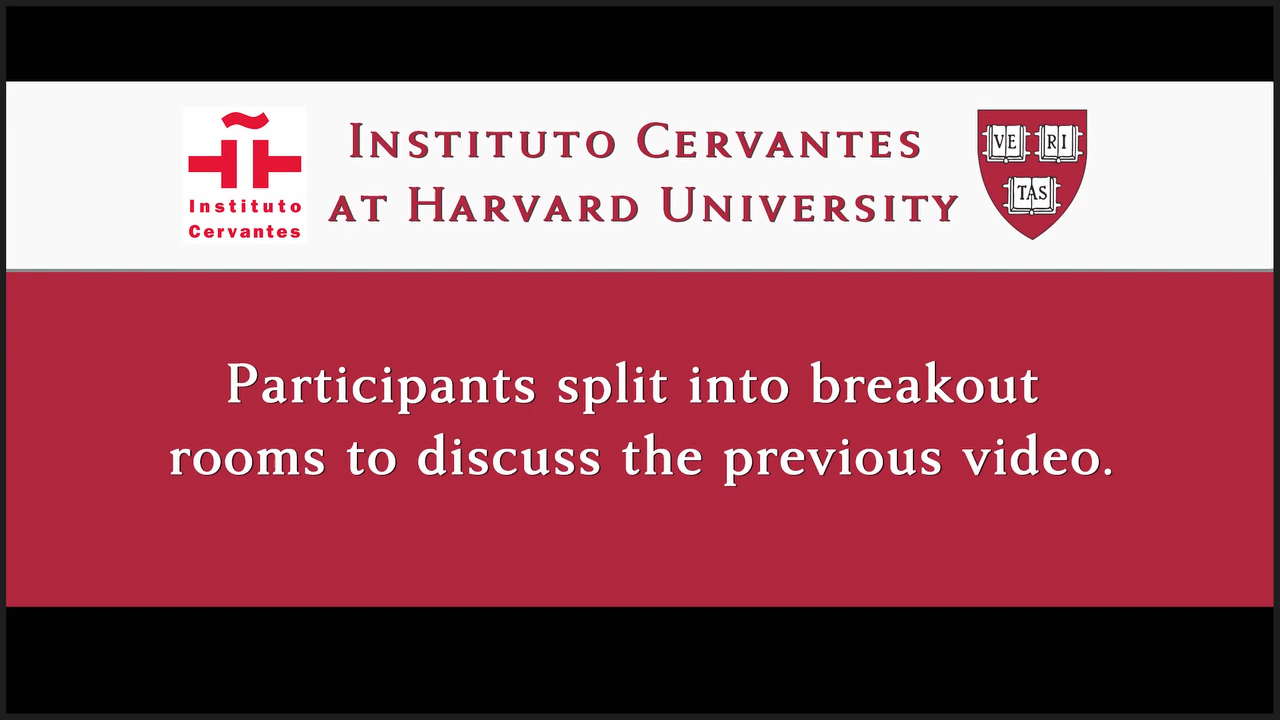 Instituto
Cervantes
INSTITUTO CERVANTES
AT HARVARD UNIVERSITY
VE RI
TAS
Participants split into breakout
rooms to discuss the previous video.